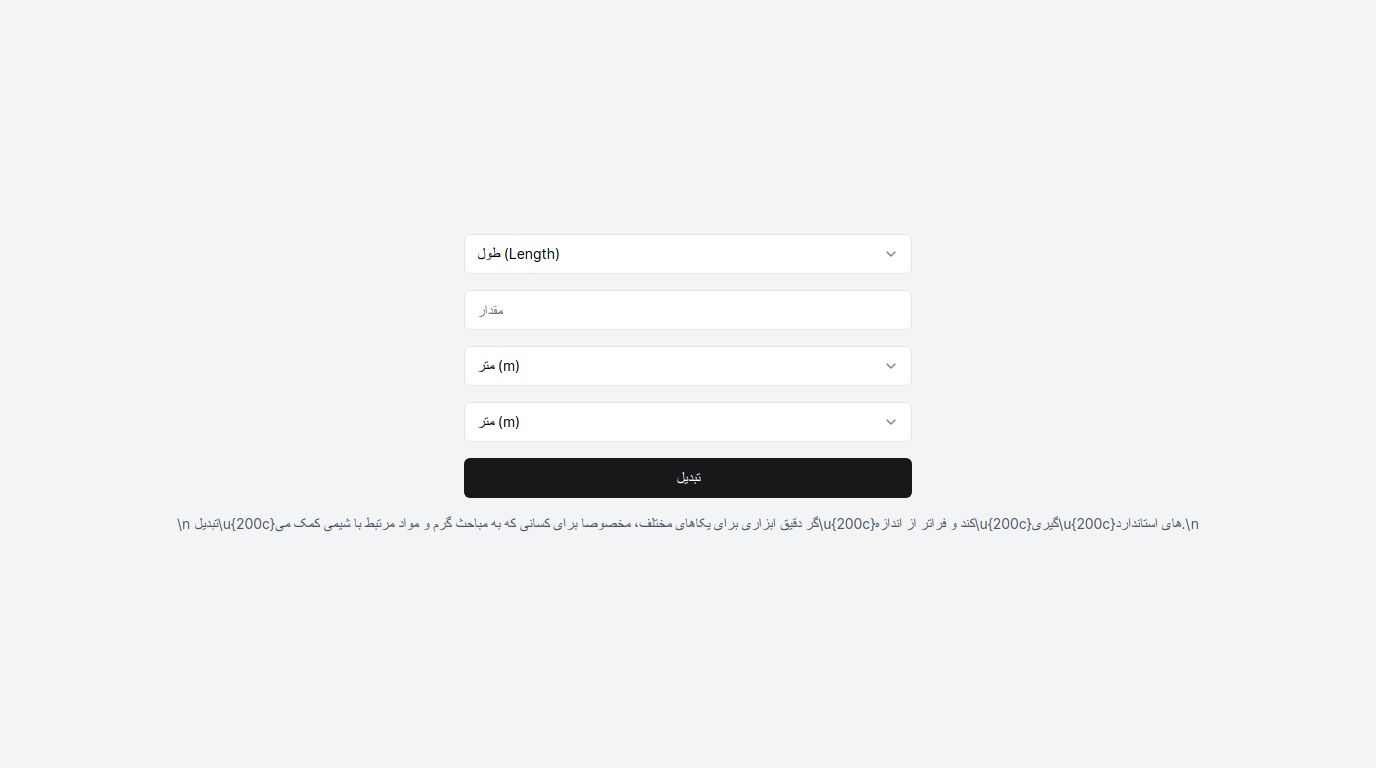 طول (Length)
مقدار
متر (m)
متر (m)
تبدیل
\n تبدیل\u{200c}گر دقیق ابزاری برای یکاهای مختلف، مخصوصا برای کسانی که به مباحث گرم و مواد مرتبط با شیمی کمک می\u{200c}کند و فراتر از اندازه\u{200c}گیری\u{200c}های استاندارد.\n